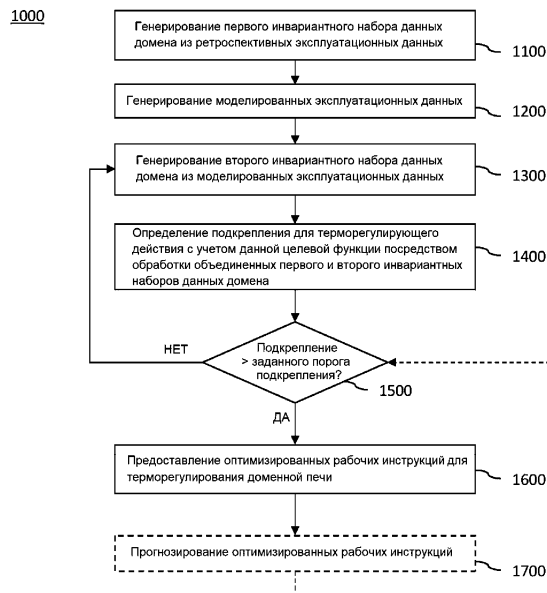 1000
Генерирование первого инвариантного набора данных
домена из ретроспективных эксплуатационных данных
1100
Генерирование моделированных эксплуатационных данных
1200
Генерирование второго инвариантного набора данных
домена из моделированных эксплуатационных данных
1300
Определение подкрепления для терморегулирующего
действия с учетом данной целевой функции посредством
обработки объединенных первого и второго инвариантных
наборов данных домена
1400
НЕТ
Подкрепление
> заданного порога
подкрепления?
1500
ДА
Предоставление оптимизированных рабочих инструкций для
терморегулирования доменной печи
1600
Прогнозирование оптимизированных рабочих инструкций
1700